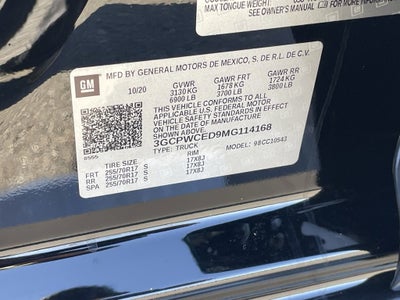 MAX TONGUE WEIGHT
SEE OWNER'S MANUAL
GM
MFD BY GENERAL MOTORS DE MEXICO, S. DE R.L. DE C.V.
10/20 GVWR GAWR FRT GAWR RR
3130 KG 1678 KG 1724 KG
6900 LB 3700 LB 3800 LB
THIS VEHICLE CONFORMS TO ALL
APPLICABLE U.S. FEDERAL MOTOR
VEHICLE SAFETY STANDARDS IN EFFECT
ON THE DATE OF MANUFACTURE
SHOWN ABOVE.
3GCPWCED9MG114168
TYPE: TRUCK MODEL: 98CC10543
TIRE SIZE RIM
FRT 255/70R17 S 17X8J
RR 255/70R17 S 17X8J
SPA 255/70R17 S 17X8J